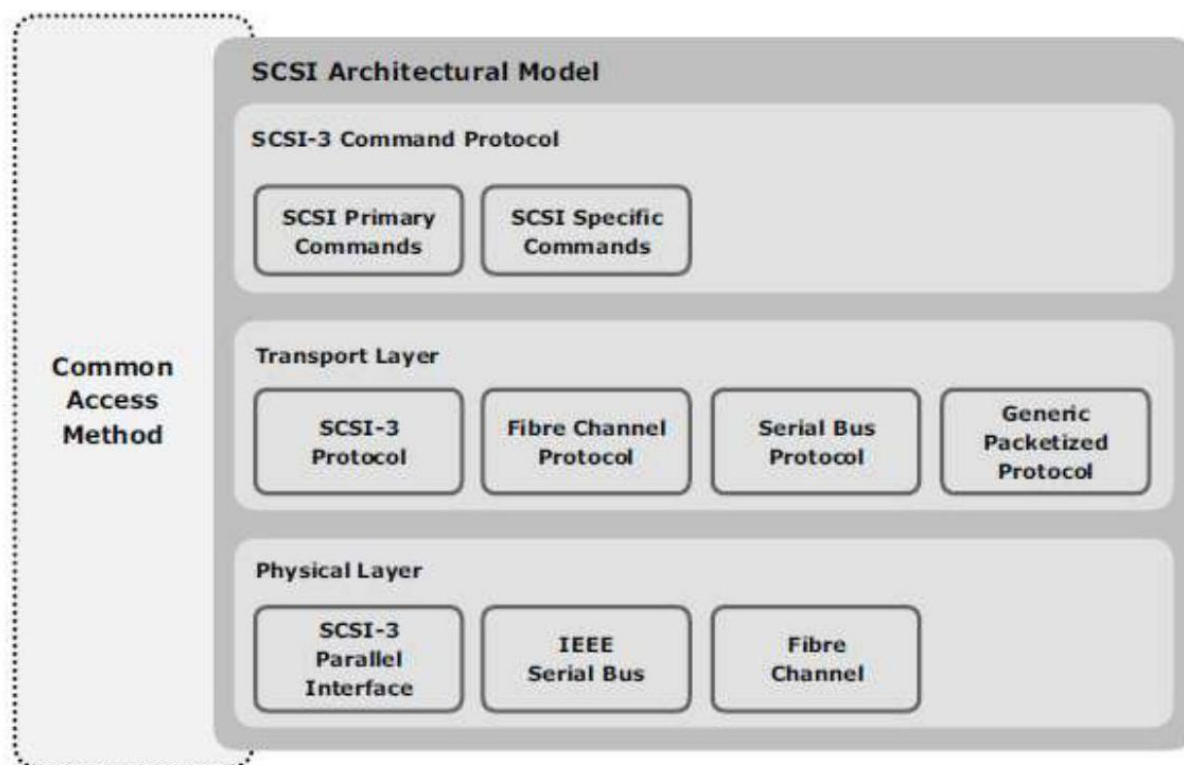 SCSI Architectural Model
SCSI-3 Command Protocol
SCSI Primary
Commands
SCSI Specific
Commands
Common
Access
Method
Transport Layer
SCSI-3
Protocol
Fibre Channel
Protocol
Serial Bus
Protocol
Generic
Packetized
Protocol
Physical Layer
SCSI-3
Parallel
Interface
IEEE
Serial Bus
Fibre
Channel